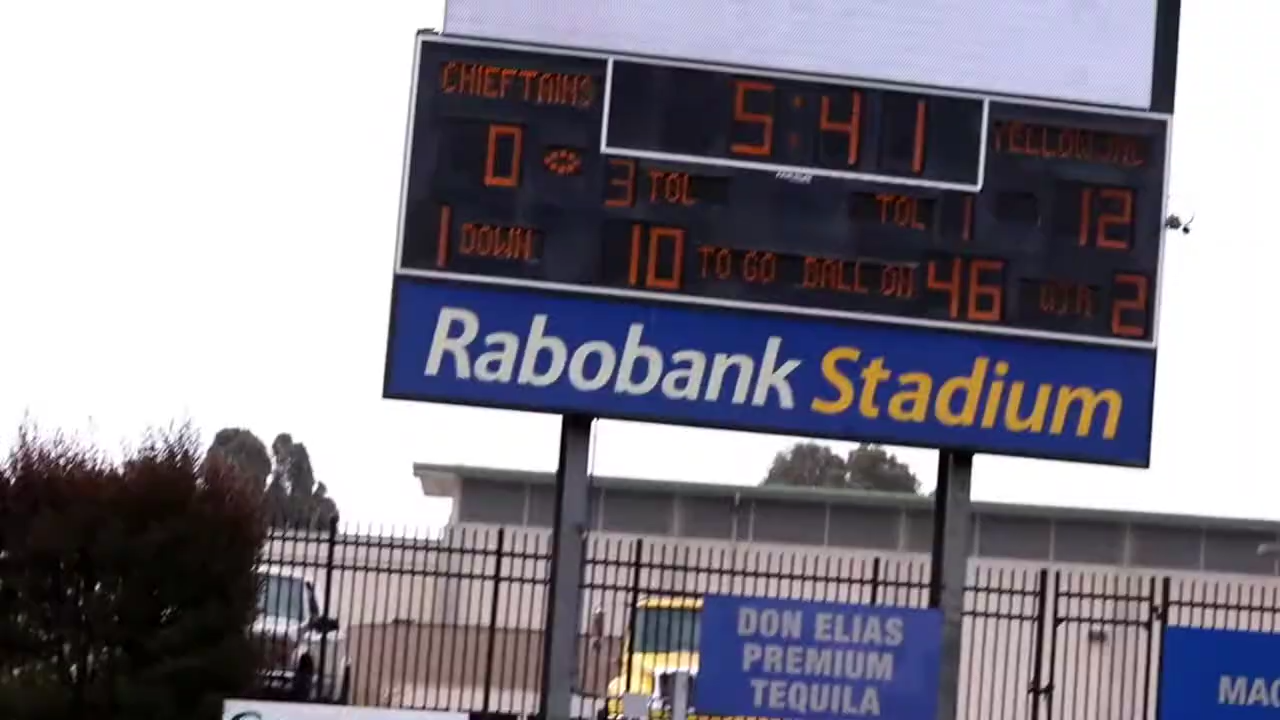 CHIEFTAINS 5:41
0 3 TOL TOL 1 12
1 DOWN 10 TO GO BALL ON 46 QTR 2
Rabobank Stadium
DON ELIAS
PREMIUM
TEQUILA